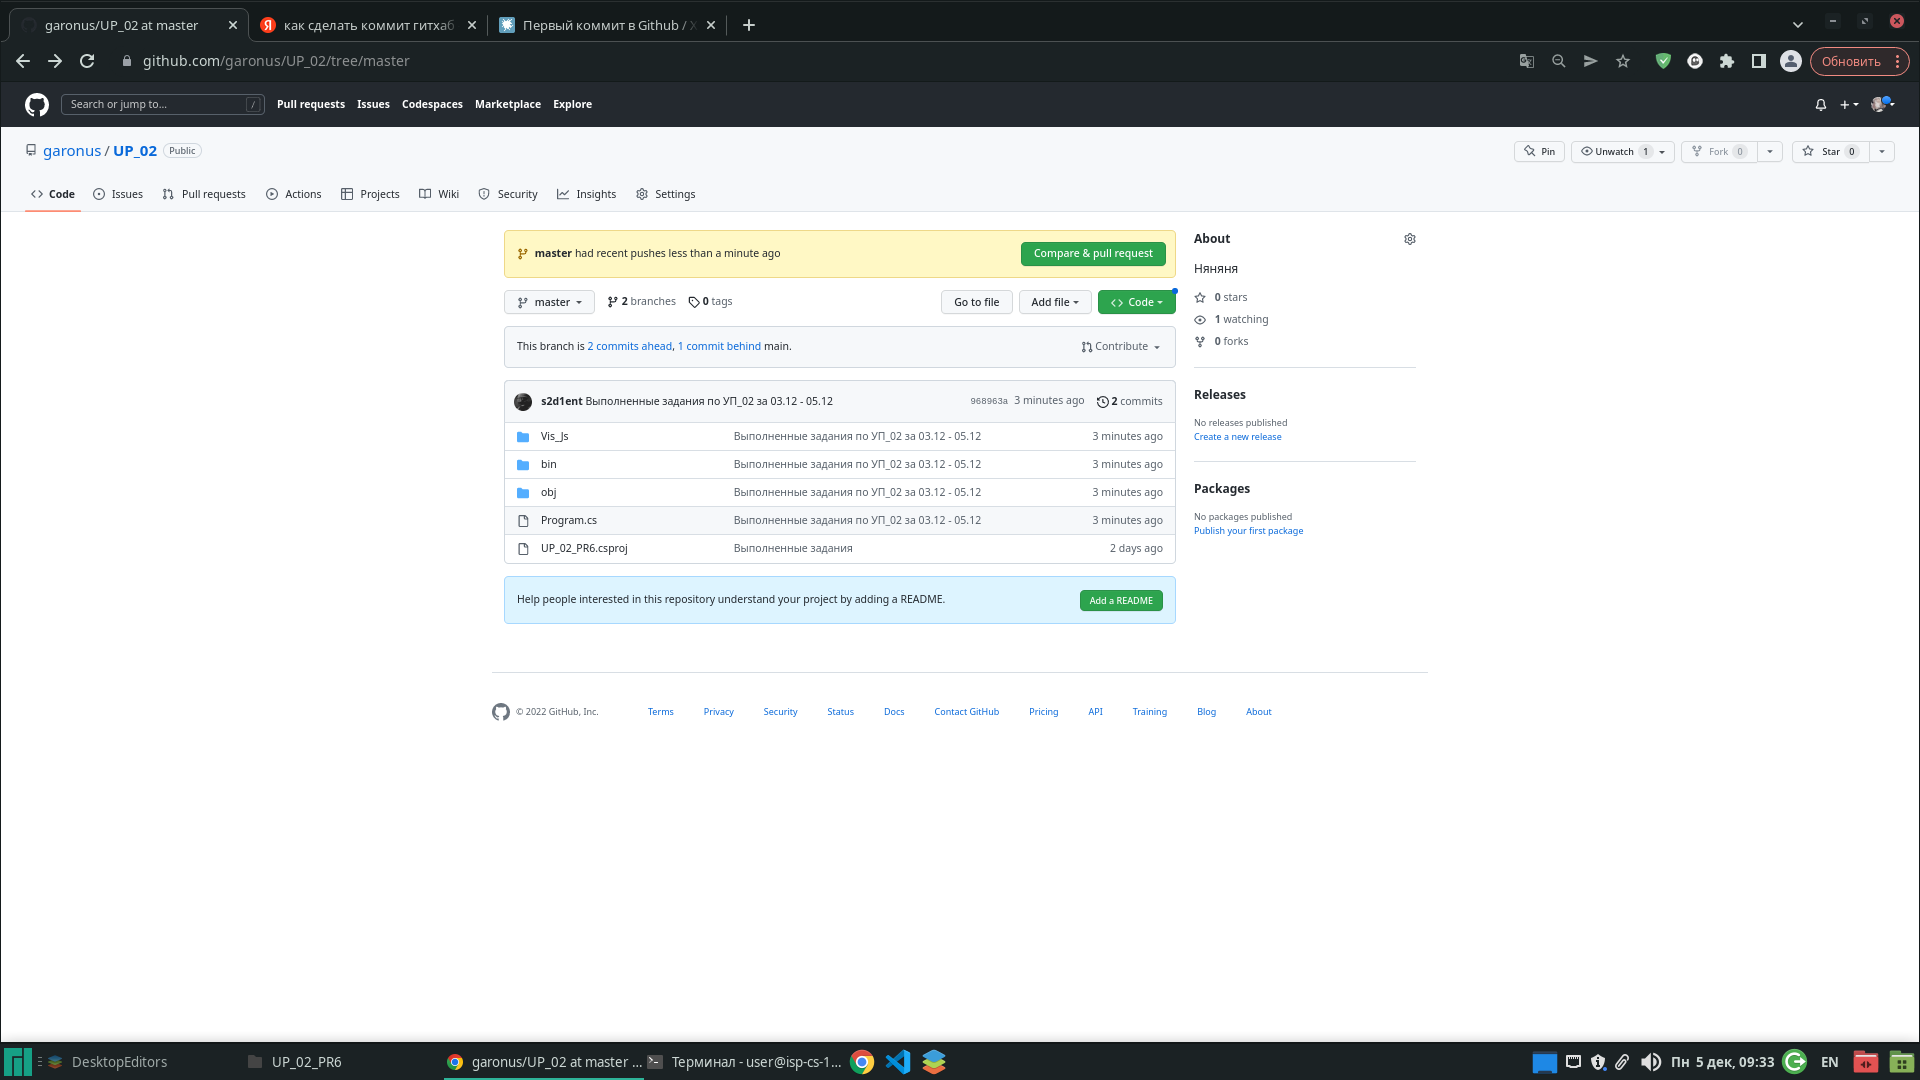 garonus/UP_02 at master
как сделать коммит гитхаб
Первый коммит в Github /
github.com/garonus/UP_02/tree/master
Обновить
Search or jump to... /
Pull requests Issues Codespaces Marketplace Explore
garonus / UP_02 Public
Pin Unwatch 1 Fork 0 Star 0
Code Issues Pull requests Actions Projects Wiki Security Insights Settings
master had recent pushes less than a minute ago Compare & pull request
master 2 branches 0 tags Go to file Add file Code
This branch is 2 commits ahead, 1 commit behind main. Contribute
s2d1ent Выполненные задания по УП_02 за 03.12 - 05.12 968963a 3 minutes ago 2 commits
Vis_Js Выполненные задания по УП_02 за 03.12 - 05.12 3 minutes ago
bin Выполненные задания по УП_02 за 03.12 - 05.12 3 minutes ago
obj Выполненные задания по УП_02 за 03.12 - 05.12 3 minutes ago
Program.cs Выполненные задания по УП_02 за 03.12 - 05.12 3 minutes ago
UP_02_PR6.csproj Выполненные задания 2 days ago
Help people interested in this repository understand your project by adding a README. Add a README
About
Няняня
0 stars
1 watching
0 forks
Releases
No releases published
Create a new release
Packages
No packages published
Publish your first package
© 2022 GitHub, Inc. Terms Privacy Security Status Docs Contact GitHub Pricing API Training Blog About
DesktopEditors UP_02_PR6 garonus/UP_02 at master ... Терминал - user@isp-cs-1... Пн 5 дек, 09:33 EN